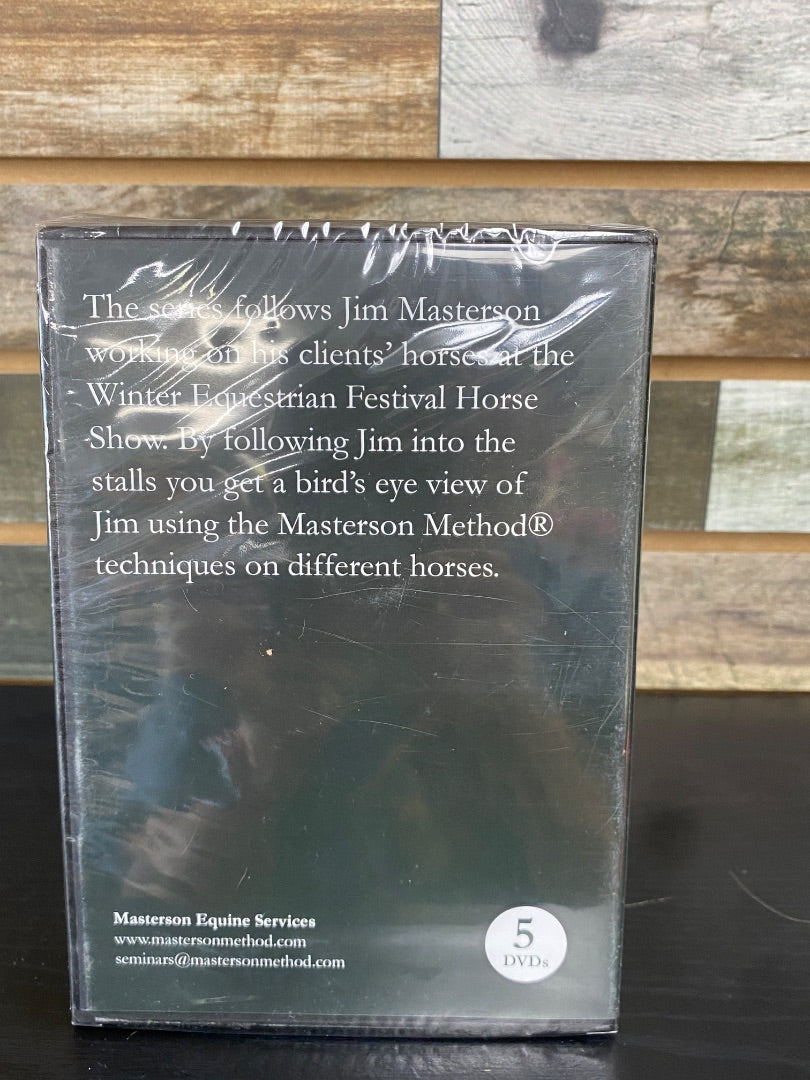 The series follows Jim Masterson
working on his clients' horses at the
Winter Equestrian Festival Horse
Show. By following Jim into the
stalls you get a bird's eye view of
Jim using the Masterson Method®
techniques on different horses.
Masterson Equine Services
www.mastersonmethod.com
seminars@mastersonmethod.com
5
DVDs